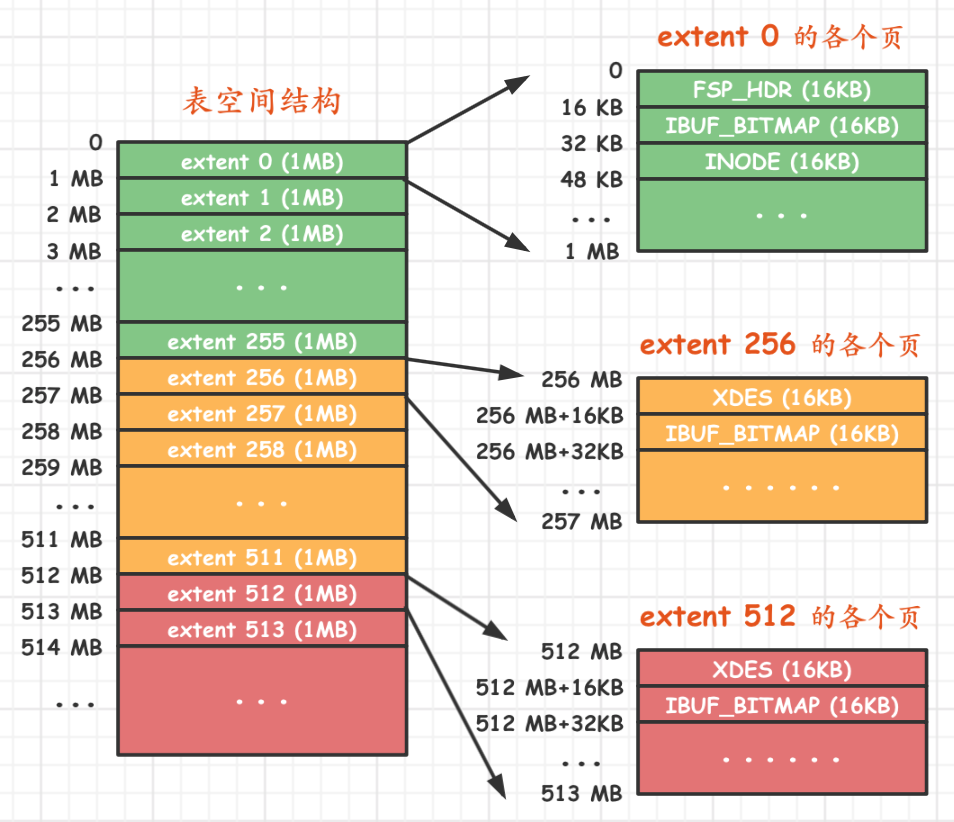 表空间结构
0
extent 0 (1MB)
1 MB
extent 1 (1MB)
2 MB
extent 2 (1MB)
3 MB
...
...
255 MB
extent 255 (1MB)
256 MB
extent 256 (1MB)
257 MB
extent 257 (1MB)
258 MB
extent 258 (1MB)
259 MB
...
...
511 MB
extent 511 (1MB)
512 MB
extent 512 (1MB)
513 MB
extent 513 (1MB)
514 MB
...
...
extent 0 的各个页
0
FSP_HDR (16KB)
16 KB
IBUF_BITMAP (16KB)
32 KB
INODE (16KB)
48 KB
...
...
1 MB
extent 256 的各个页
256 MB
XDES (16KB)
256 MB+16KB
IBUF_BITMAP (16KB)
256 MB+32KB
......
...
257 MB
extent 512 的各个页
512 MB
XDES (16KB)
512 MB+16KB
IBUF_BITMAP (16KB)
512 MB+32KB
......
...
513 MB